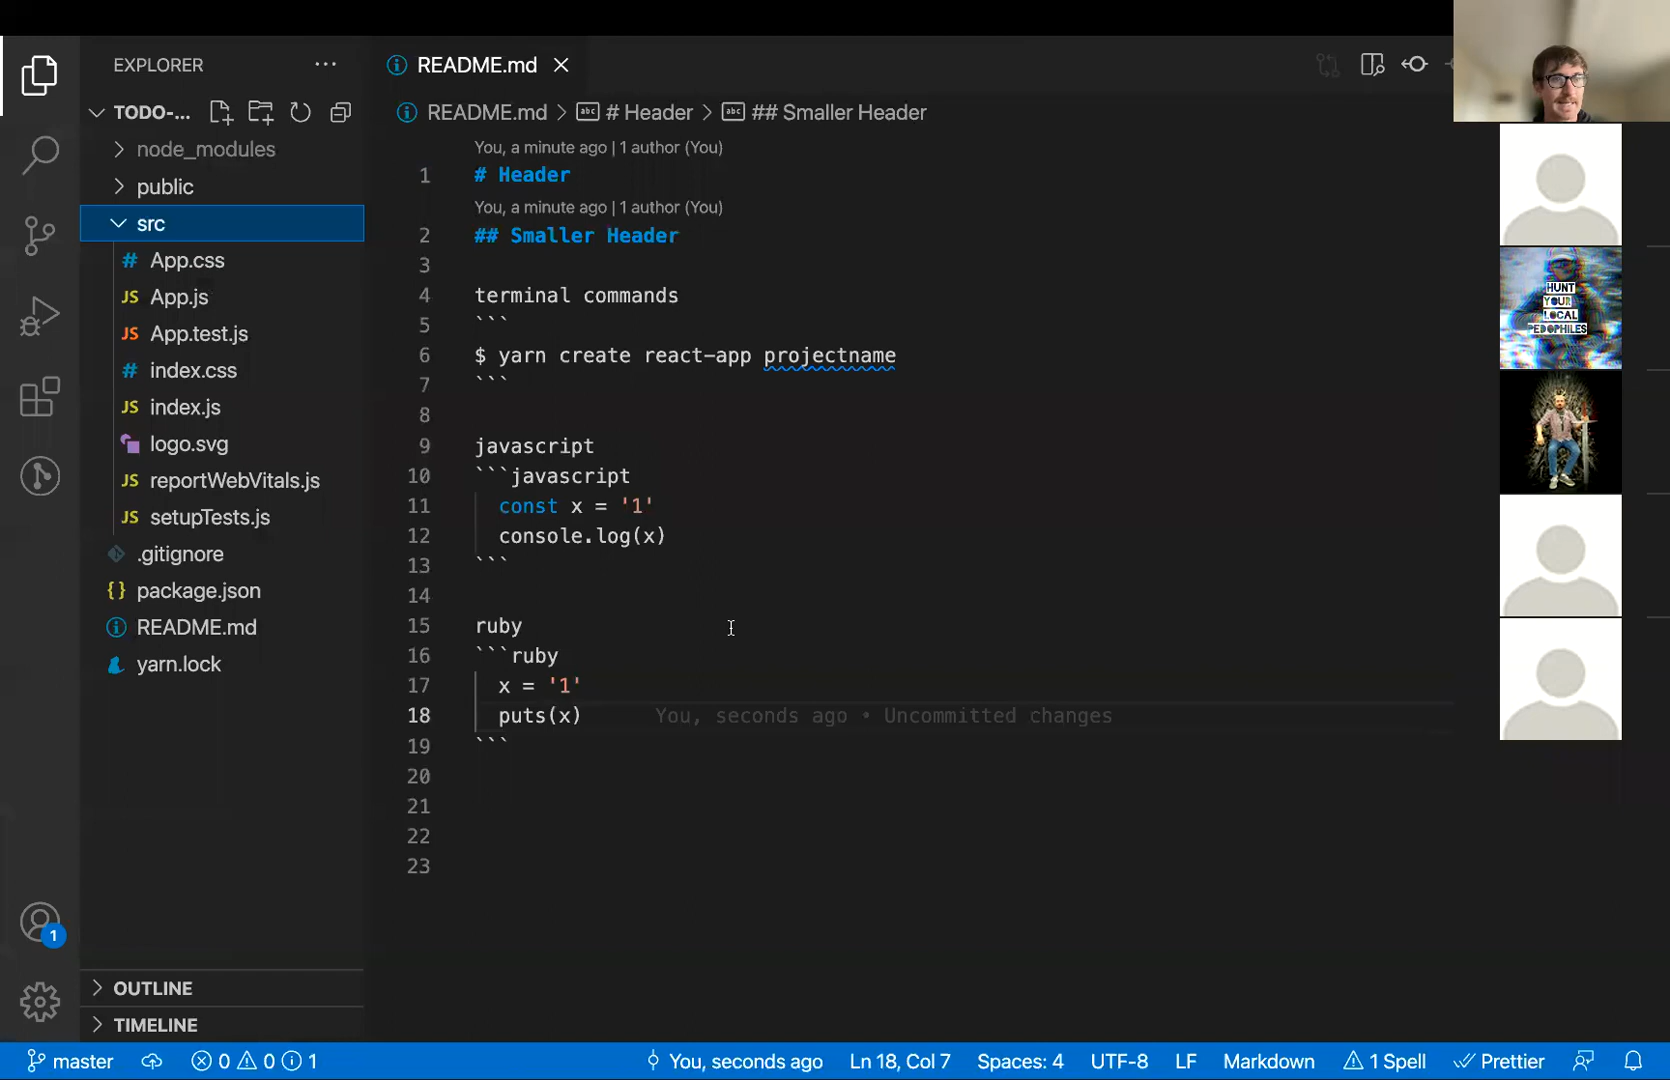 EXPLORER ...
README.md
TODO-...
README.md > # Header > ## Smaller Header
node_modules
public
src
App.css
App.js
App.test.js
index.css
index.js
logo.svg
reportWebVitals.js
setupTests.js
.gitignore
package.json
README.md
yarn.lock
OUTLINE
TIMELINE
You, a minute ago | 1 author (You)
1 # Header
You, a minute ago | 1 author (You)
2 ## Smaller Header
3
4 terminal commands
5 ```
6 $ yarn create react-app projectname
7 ```
8
9 javascript
10 ```javascript
11 const x = '1'
12 console.log(x)
13 ```
14
15 ruby
16 ```ruby
17 x = '1'
18 puts(x) You, seconds ago • Uncommitted changes
19 ```
20
21
22
23
HUNT
YOUR
LOCAL
PEDOPHILES
1
master 0 0 1 You, seconds ago Ln 18, Col 7 Spaces: 4 UTF-8 LF Markdown 1 Spell Prettier